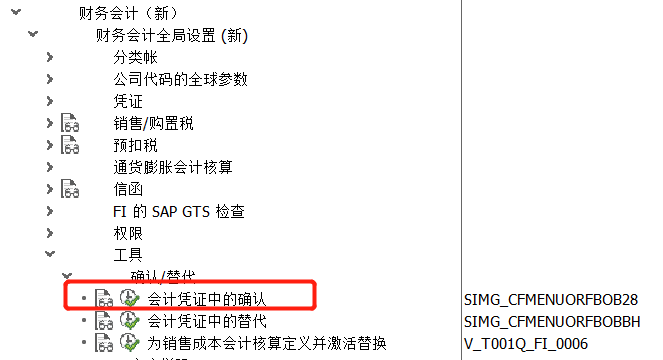 财务会计（新）
财务会计全局设置 (新)
分类帐
公司代码的全球参数
凭证
销售/购置税
预扣税
通货膨胀会计核算
信函
FI 的 SAP GTS 检查
权限
工具
确认/替代
会计凭证中的确认 SIMG_CFMENUORFBOB28
会计凭证中的替代 SIMG_CFMENUORFBOBBH
为销售成本会计核算定义并激活替换 V_T001Q_FI_0006